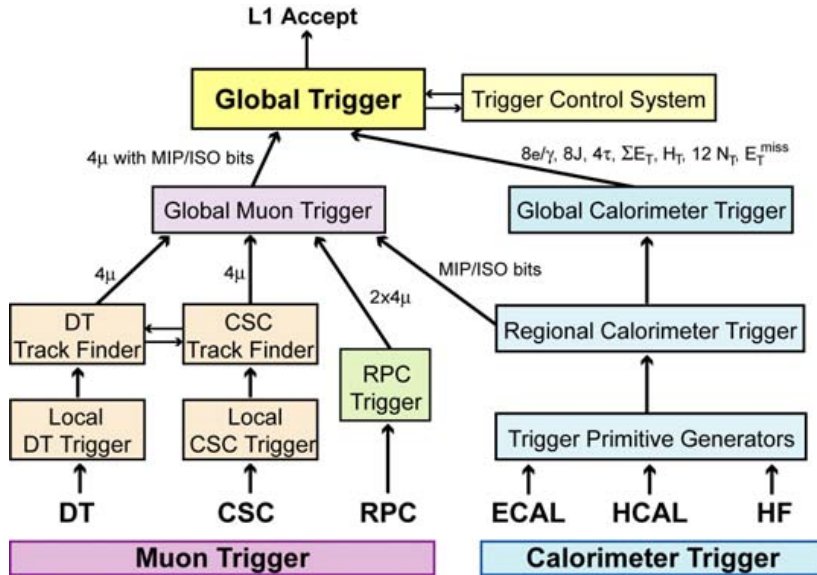 L1 Accept
Global Trigger
Trigger Control System
4μ with MIP/ISO bits
8e/γ, 8J, 4τ, ΣE_T, H_T, 12 N_T, E_T^miss
Global Muon Trigger
Global Calorimeter Trigger
4μ
4μ
2x4μ
MIP/ISO bits
DT
Track Finder
CSC
Track Finder
Regional Calorimeter Trigger
RPC
Trigger
Local
DT Trigger
Local
CSC Trigger
Trigger Primitive Generators
DT
CSC
RPC
ECAL
HCAL
HF
Muon Trigger
Calorimeter Trigger